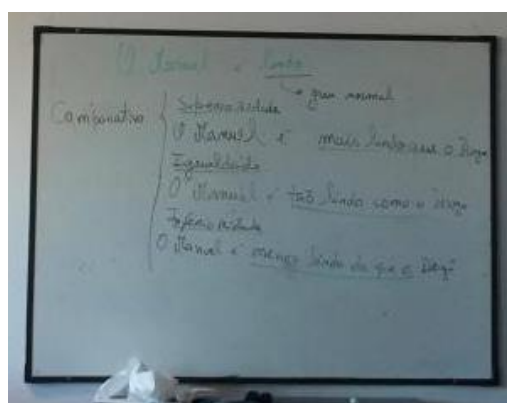 O Manuel é lindo
grau normal
Comparativo
Superioridade
O Manuel é mais lindo que o Diogo
Igualdade
O Manuel é tão lindo como o Diogo
Inferioridade
O Manuel é menos lindo do que o Diogo